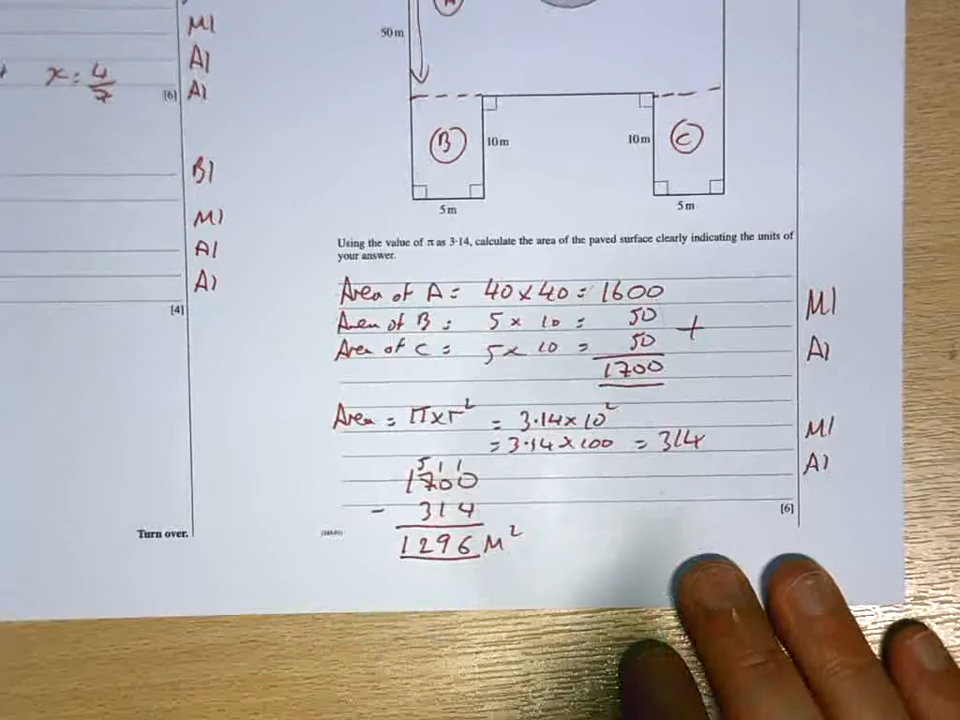 M1
A1
x = 4/7
[6]
A1
B1
M1
A1
A1
[4]
Turn over.
50 m
A
B
10 m
10 m
C
5 m
5 m
Using the value of π as 3·14, calculate the area of the paved surface clearly indicating the units of
your answer.
Area of A = 40 × 40 = 1600
Area of B = 5 × 10 = 50 +
Area of C = 5 × 10 = 50
1700
M1
A1
Area = π × r² = 3·14 × 10²
= 3·14 × 100 = 314
M1
A1
5 1 1
1700
- 314
1296 M²
[6]